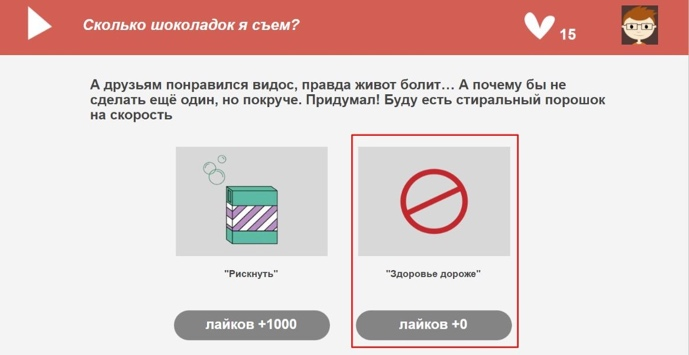 Сколько шоколадок я съем?
15
А друзьям понравился видос, правда живот болит... А почему бы не
сделать ещё один, но покруче. Придумал! Буду есть стиральный порошок
на скорость
"Рискнуть"
"Здоровье дороже"
лайков +1000
лайков +0